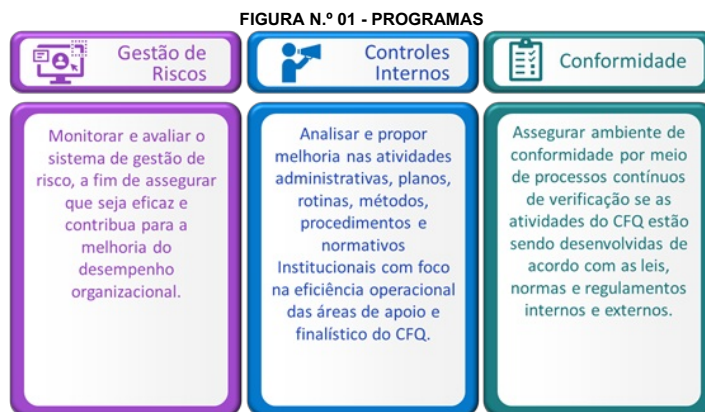 FIGURA N.º 01 - PROGRAMAS
Gestão de
Riscos
Monitorar e avaliar o
sistema de gestão de
risco, a fim de assegurar
que seja eficaz e
contribua para a
melhoria do
desempenho
organizacional.
Controles
Internos
Analisar e propor
melhoria nas atividades
administrativas, planos,
rotinas, métodos,
procedimentos e
normativos
Institucionais com foco
na eficiência operacional
das áreas de apoio e
finalístico do CFQ.
Conformidade
Assegurar ambiente de
conformidade por meio
de processos contínuos
de verificação se as
atividades do CFQ estão
sendo desenvolvidas de
acordo com as leis,
normas e regulamentos
internos e externos.